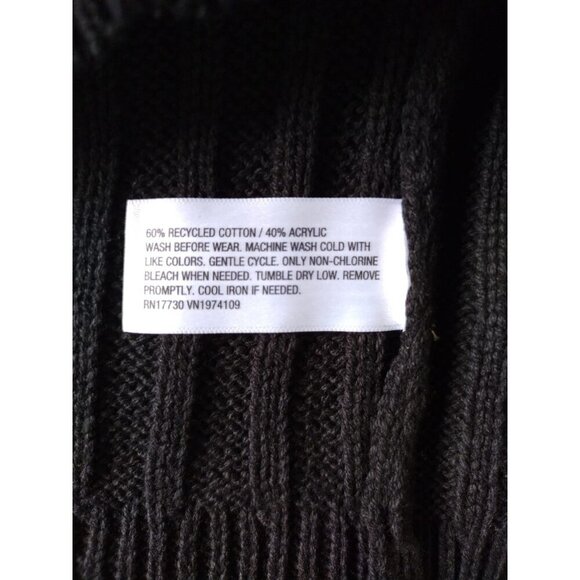 60% RECYCLED COTTON / 40% ACRYLIC
WASH BEFORE WEAR. MACHINE WASH COLD WITH
LIKE COLORS. GENTLE CYCLE. ONLY NON-CHLORINE
BLEACH WHEN NEEDED. TUMBLE DRY LOW. REMOVE
PROMPTLY. COOL IRON IF NEEDED.
RN17730 VN1974109